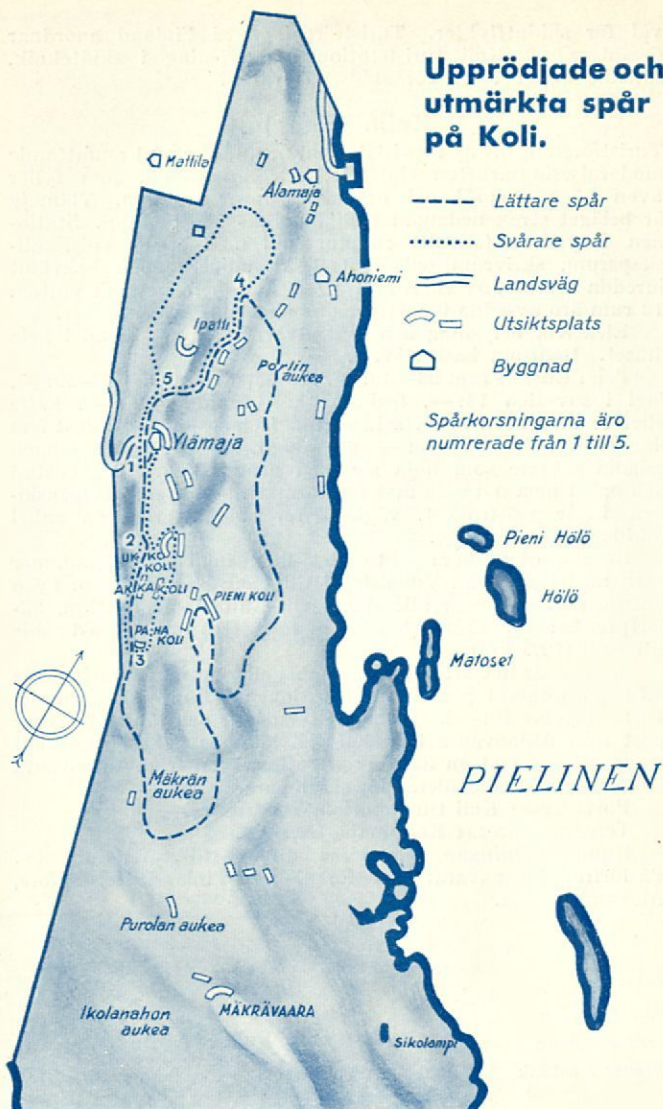 Upprödjade och
utmärkta spår
på Koli.
Lättare spår
Svårare spår
Landsväg
Utsiktsplats
Byggnad
Spårkorsningarna äro
numrerade från 1 till 5.
Mattila
Alamaja
4
Ahoniemi
Ipatti
Portin
aukea
5
Ylämaja
1
2
UKKO
KOLI
AKKA KOLI
PIENI KOLI
PAHA
KOLI
3
Pieni Hölö
Hölö
Matoset
PIELINEN
Mäkrän
aukea
Purolan aukea
Ikolanahon
aukea
MÄKRÄVAARA
Sikolampi